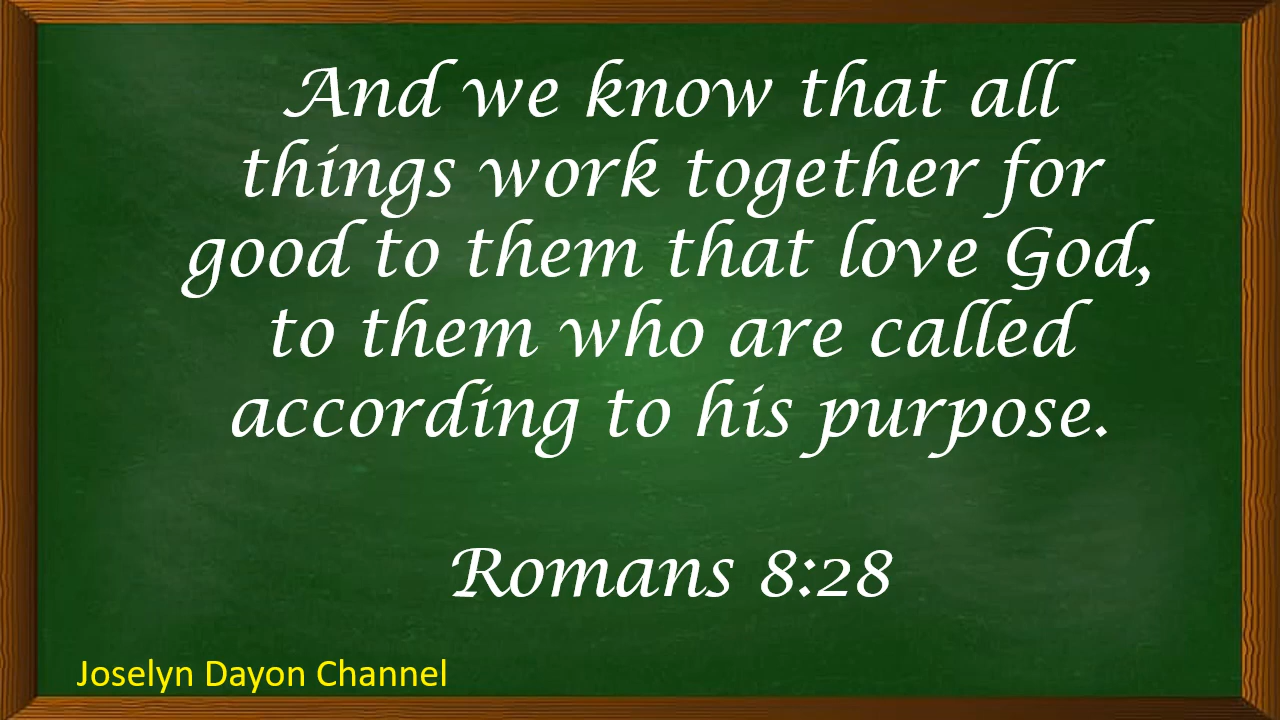 And we know that all
things work together for
good to them that love God,
to them who are called
according to his purpose.
Romans 8:28
Joselyn Dayon Channel